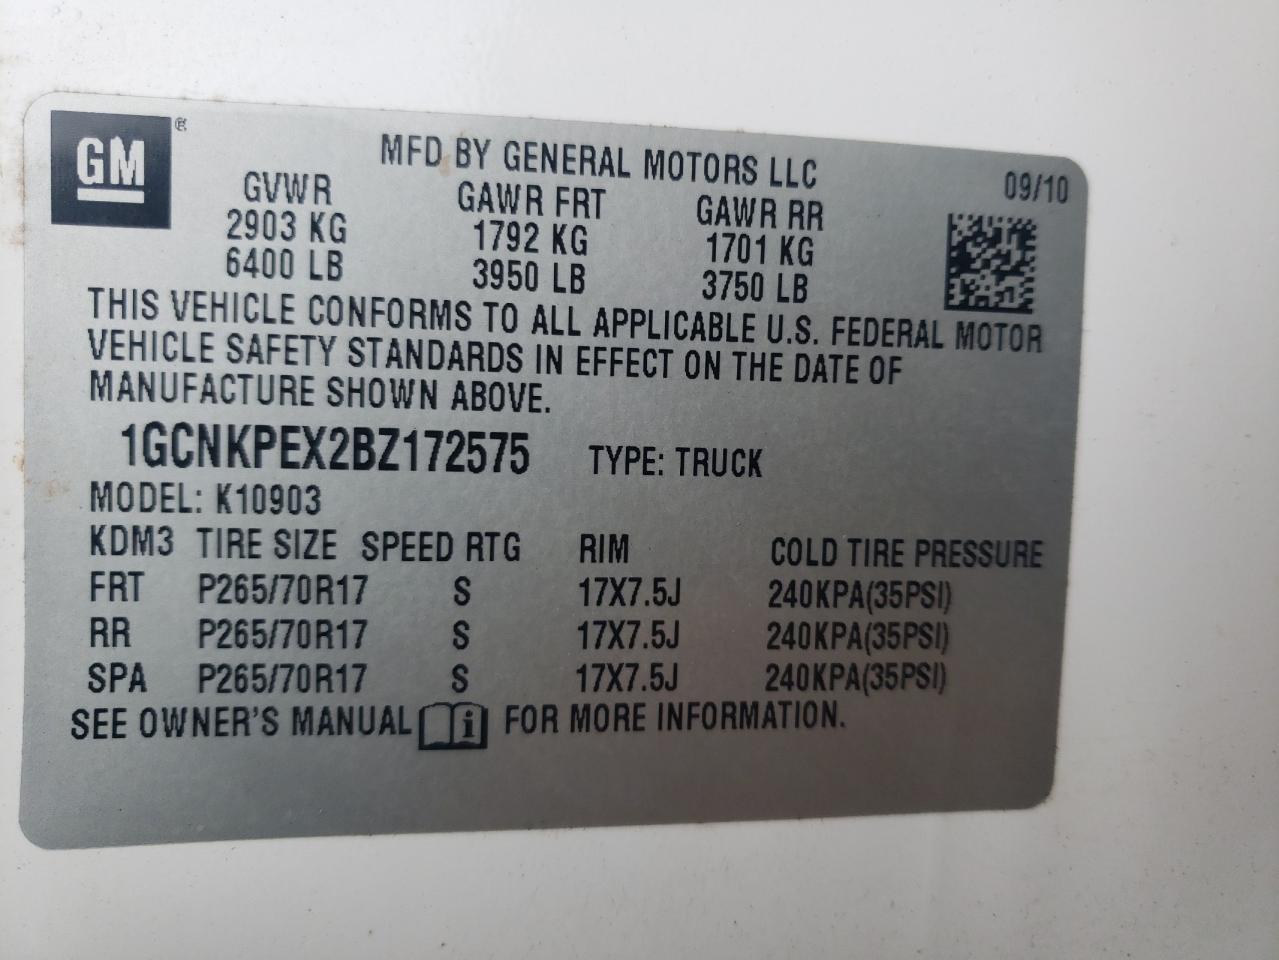 GM®
MFD BY GENERAL MOTORS LLC
09/10
GVWR GAWR FRT GAWR RR
2903 KG 1792 KG 1701 KG
6400 LB 3950 LB 3750 LB
THIS VEHICLE CONFORMS TO ALL APPLICABLE U.S. FEDERAL MOTOR
VEHICLE SAFETY STANDARDS IN EFFECT ON THE DATE OF
MANUFACTURE SHOWN ABOVE.
1GCNKPEX2BZ172575 TYPE: TRUCK
MODEL: K10903
KDM3 TIRE SIZE SPEED RTG RIM COLD TIRE PRESSURE
FRT P265/70R17 S 17X7.5J 240KPA(35PSI)
RR P265/70R17 S 17X7.5J 240KPA(35PSI)
SPA P265/70R17 S 17X7.5J 240KPA(35PSI)
SEE OWNER'S MANUAL i FOR MORE INFORMATION.